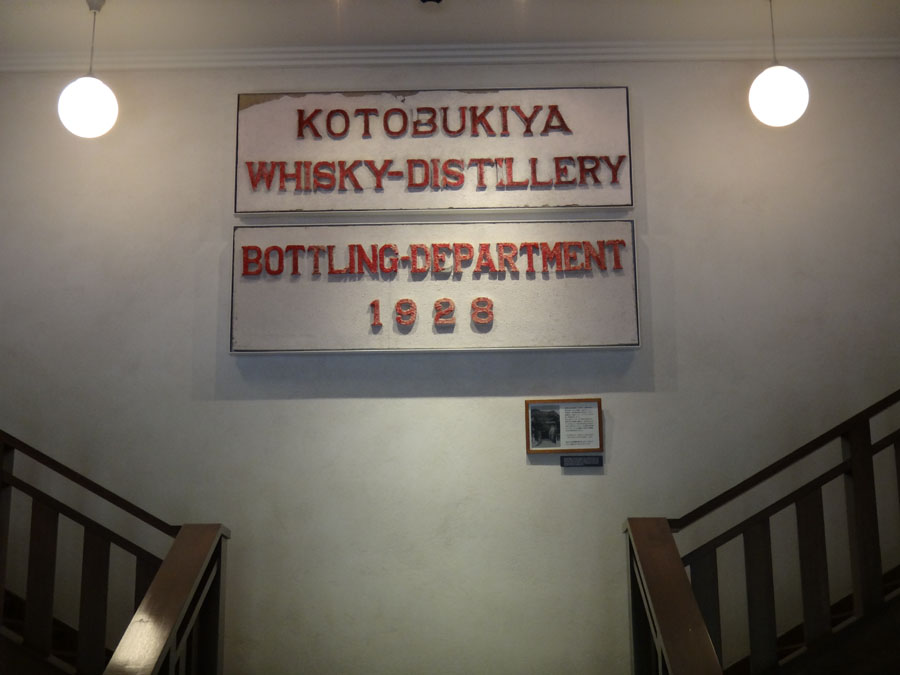 KOTOBUKIYA
WHISKY-DISTILLERY
BOTTLING-DEPARTMENT
1928